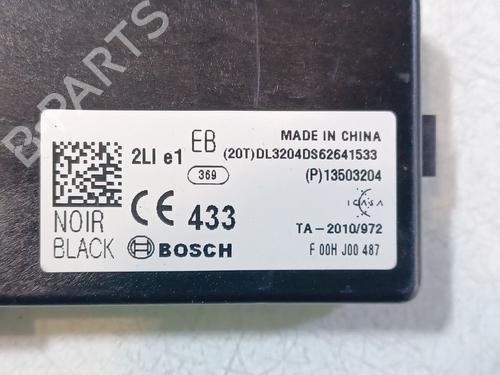 B-PARTS
2LI e1
EB
369
MADE IN CHINA
(20T)DL3204DS62641533
(P)13503204
ICASA
NOIR
BLACK
CE 433
BOSCH
TA-2010/972
F 00H J00 487